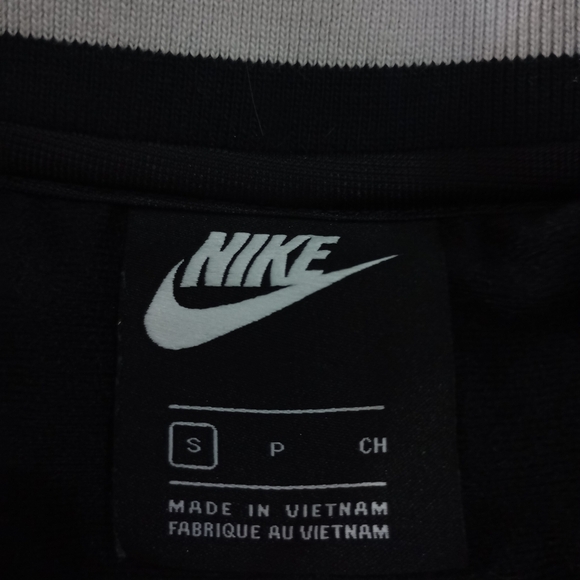 NIKE
S P CH
MADE IN VIETNAM
FABRIQUE AU VIETNAM